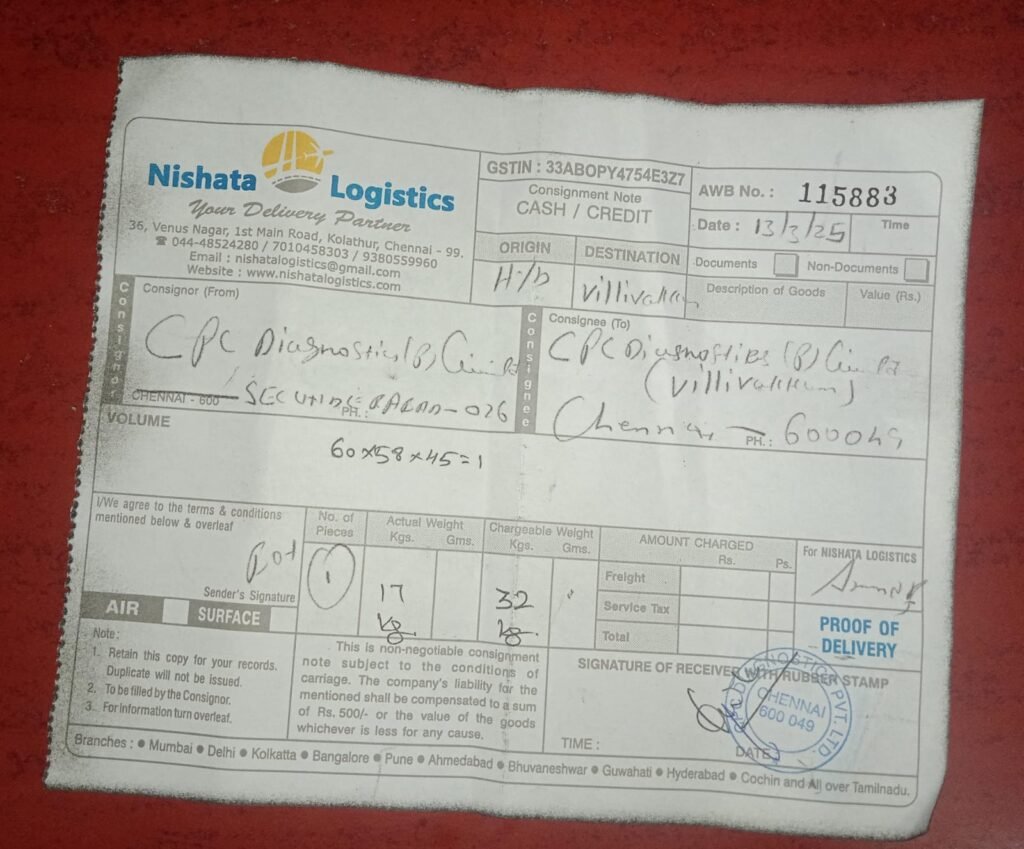 Nishata Logistics
Your Delivery Partner
36, Venus Nagar, 1st Main Road, Kolathur, Chennai - 99.
☎ 044-48524280 / 7010458303 / 9380559960
Email : nishatalogistics@gmail.com
Website : www.nishatalogistics.com
GSTIN : 33ABOPY4754E3Z7
Consignment Note
CASH / CREDIT
AWB No. : 115883
Date : 13/3/25
Time
ORIGIN
DESTINATION
H/D
Villivakkam
Documents
Non-Documents
Description of Goods
Value (Rs.)
Consignor
Consignor (From)
CPC Diagnostics (P)
CHENNAI - 600
PH. :
-026
Consignee
Consignee (To)
CPC Diagnostics (P)
(Villivakkam)
Chennai - 600049
PH. :
VOLUME
60×58×45=1
I/We agree to the terms & conditions
mentioned below & overleaf
Sender's Signature
AIR
SURFACE
No. of
Pieces
1
Actual Weight
Kgs. Gms.
17
kg
Chargeable Weight
Kgs. Gms.
32
kg
AMOUNT CHARGED
Rs. Ps.
Freight
Service Tax
Total
For NISHATA LOGISTICS
PROOF OF
DELIVERY
Note :
1. Retain this copy for your records.
Duplicate will not be issued.
2. To be filled by the Consignor.
3. For information turn overleaf.
This is non-negotiable consignment
note subject to the conditions of
carriage. The company's liability for the
mentioned shall be compensated to a sum
of Rs. 500/- or the value of the goods
whichever is less for any cause.
SIGNATURE OF RECEIVER WITH RUBBER STAMP
CHENNAI
600 049
PVT. LTD.
TIME :
DATE
Branches : ● Mumbai ● Delhi ● Kolkatta ● Bangalore ● Pune ● Ahmedabad ● Bhuvaneshwar ● Guwahati ● Hyderabad ● Cochin and All over Tamilnadu.